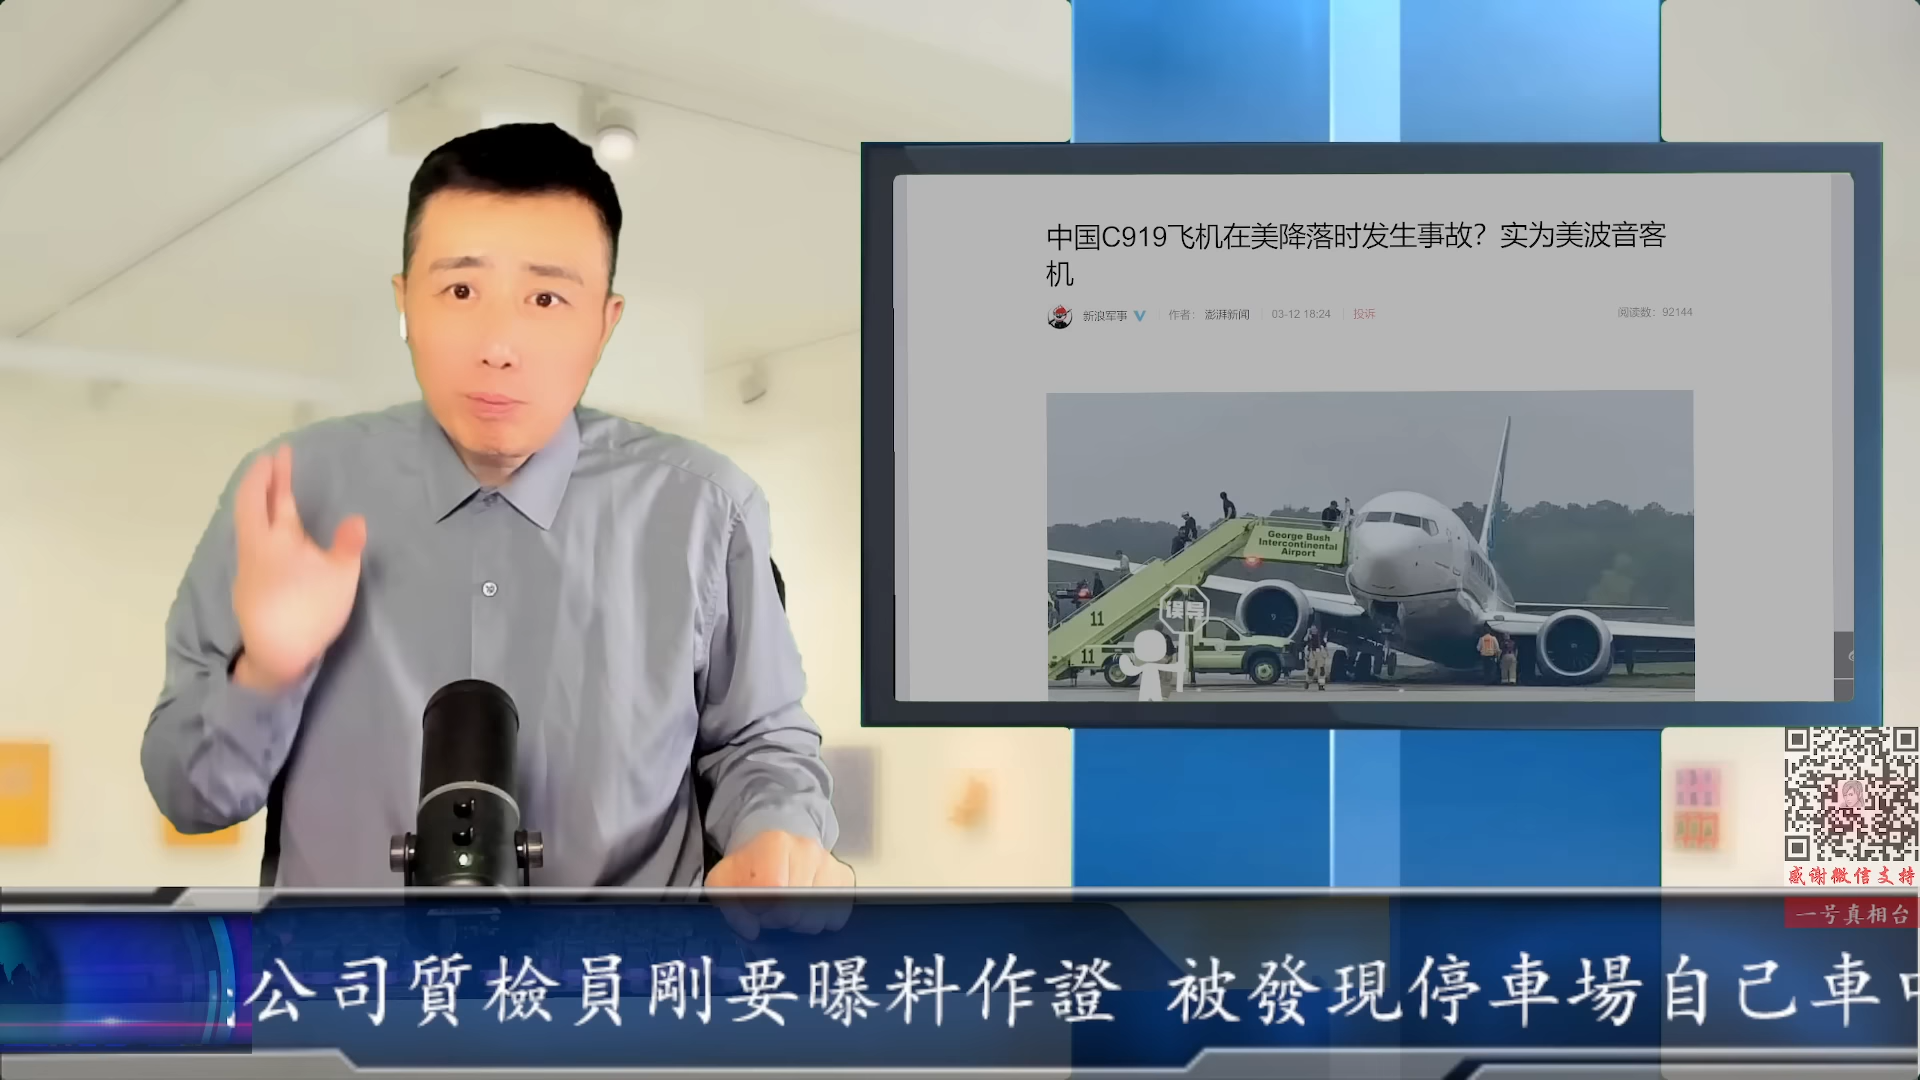 中国C919飞机在美降落时发生事故？实为美波音客
机
新浪军事 作者： 澎湃新闻 03-12 18:24 投诉 阅读数：92144
George Bush
Intercontinental
Airport
误导
11
11
感谢微信支持
一号真相台
公司質檢員剛要曝料作證 被發現停車場自己車